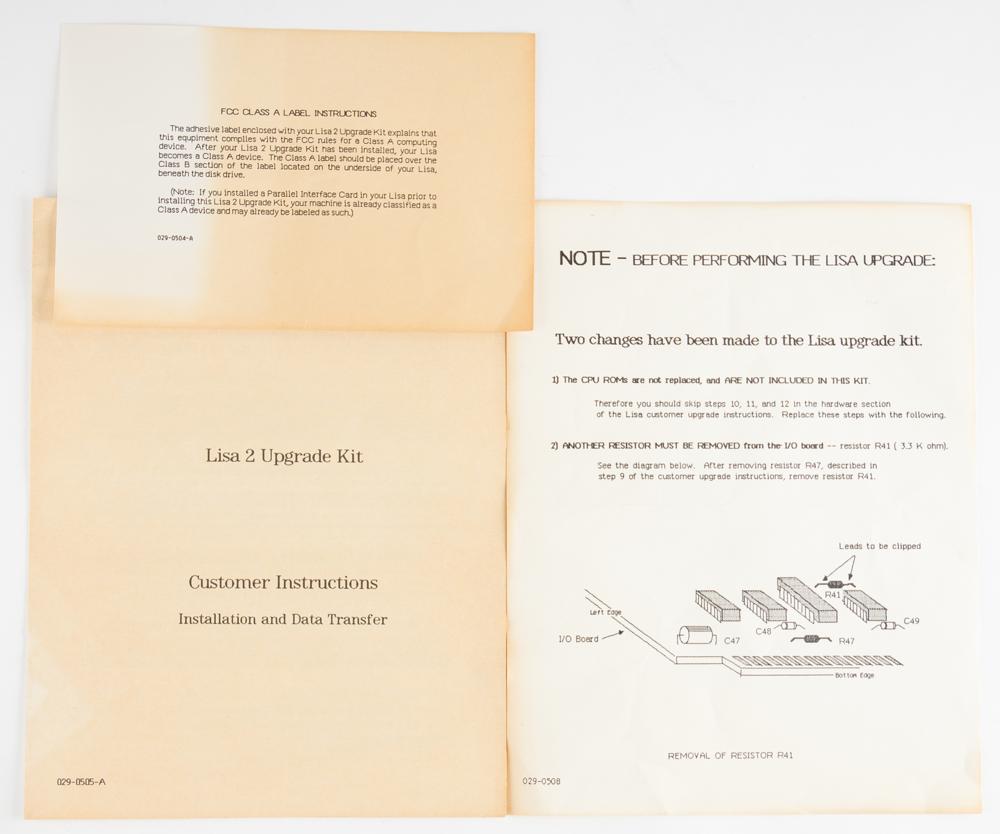 FCC CLASS A LABEL INSTRUCTIONS
The adhesive label enclosed with your Lisa 2 Upgrade Kit explains that
this equpiment complies with the FCC rules for a Class A computing
device. After your Lisa 2 Upgrade Kit has been installed, your Lisa
becomes a Class A device. The Class A label should be placed over the
Class B section of the label located on the underside of your Lisa,
beneath the disk drive.
(Note: If you installed a Parallel Interface Card in your Lisa prior to
installing this Lisa 2 Upgrade Kit, your machine is already classified as a
Class A device and may already be labeled as such.)
029-0504-A
Lisa 2 Upgrade Kit
Customer Instructions
Installation and Data Transfer
029-0505-A
NOTE - BEFORE PERFORMING THE LISA UPGRADE:
Two changes have been made to the Lisa upgrade kit.
1) The CPU ROMs are not replaced, and ARE NOT INCLUDED IN THIS KIT.
Therefore you should skip steps 10, 11, and 12 in the hardware section
of the Lisa customer upgrade instructions. Replace these steps with the following.
2) ANOTHER RESISTOR MUST BE REMOVED from the I/O board -- resistor R41 ( 3.3 K ohm).
See the diagram below. After removing resistor R47, described in
step 9 of the customer upgrade instructions, remove resistor R41.
Leads to be clipped
R41
Left Edge
C49
C48
I/O Board
C47
R47
Bottom Edge
REMOVAL OF RESISTOR R41
029-0508